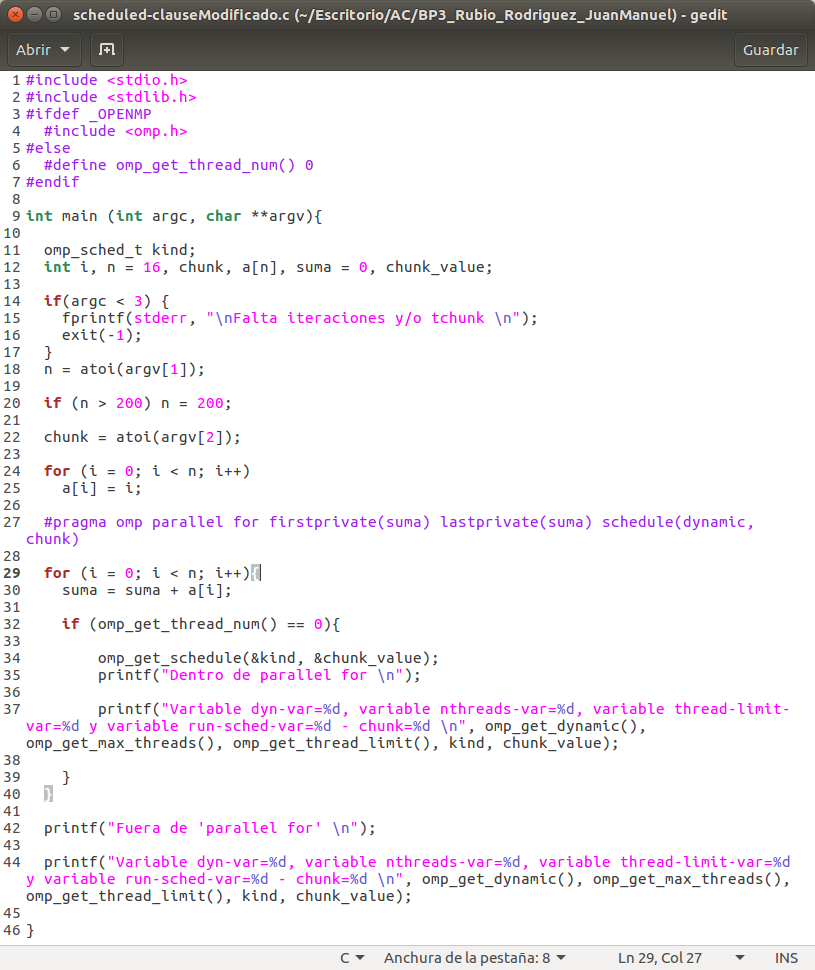 scheduled-clauseModificado.c (~/Escritorio/AC/BP3_Rubio_Rodriguez_JuanManuel) - gedit
Abrir Guardar
1 #include <stdio.h>
2 #include <stdlib.h>
3 #ifdef _OPENMP
4   #include <omp.h>
5 #else
6   #define omp_get_thread_num() 0
7 #endif
8
9 int main (int argc, char **argv){
10
11   omp_sched_t kind;
12   int i, n = 16, chunk, a[n], suma = 0, chunk_value;
13
14   if(argc < 3) {
15     fprintf(stderr, "\nFalta iteraciones y/o tchunk \n");
16     exit(-1);
17   }
18   n = atoi(argv[1]);
19
20   if (n > 200) n = 200;
21
22   chunk = atoi(argv[2]);
23
24   for (i = 0; i < n; i++)
25     a[i] = i;
26
27   #pragma omp parallel for firstprivate(suma) lastprivate(suma) schedule(dynamic,
chunk)
28
29   for (i = 0; i < n; i++){
30     suma = suma + a[i];
31
32     if (omp_get_thread_num() == 0){
33
34         omp_get_schedule(&kind, &chunk_value);
35         printf("Dentro de parallel for \n");
36
37         printf("Variable dyn-var=%d, variable nthreads-var=%d, variable thread-limit-
var=%d y variable run-sched-var=%d - chunk=%d \n", omp_get_dynamic(),
omp_get_max_threads(), omp_get_thread_limit(), kind, chunk_value);
38
39     }
40   }
41
42   printf("Fuera de 'parallel for' \n");
43
44   printf("Variable dyn-var=%d, variable nthreads-var=%d, variable thread-limit-var=%d
y variable run-sched-var=%d - chunk=%d \n", omp_get_dynamic(), omp_get_max_threads(),
omp_get_thread_limit(), kind, chunk_value);
45
46 }
C Anchura de la pestaña: 8 Ln 29, Col 27 INS